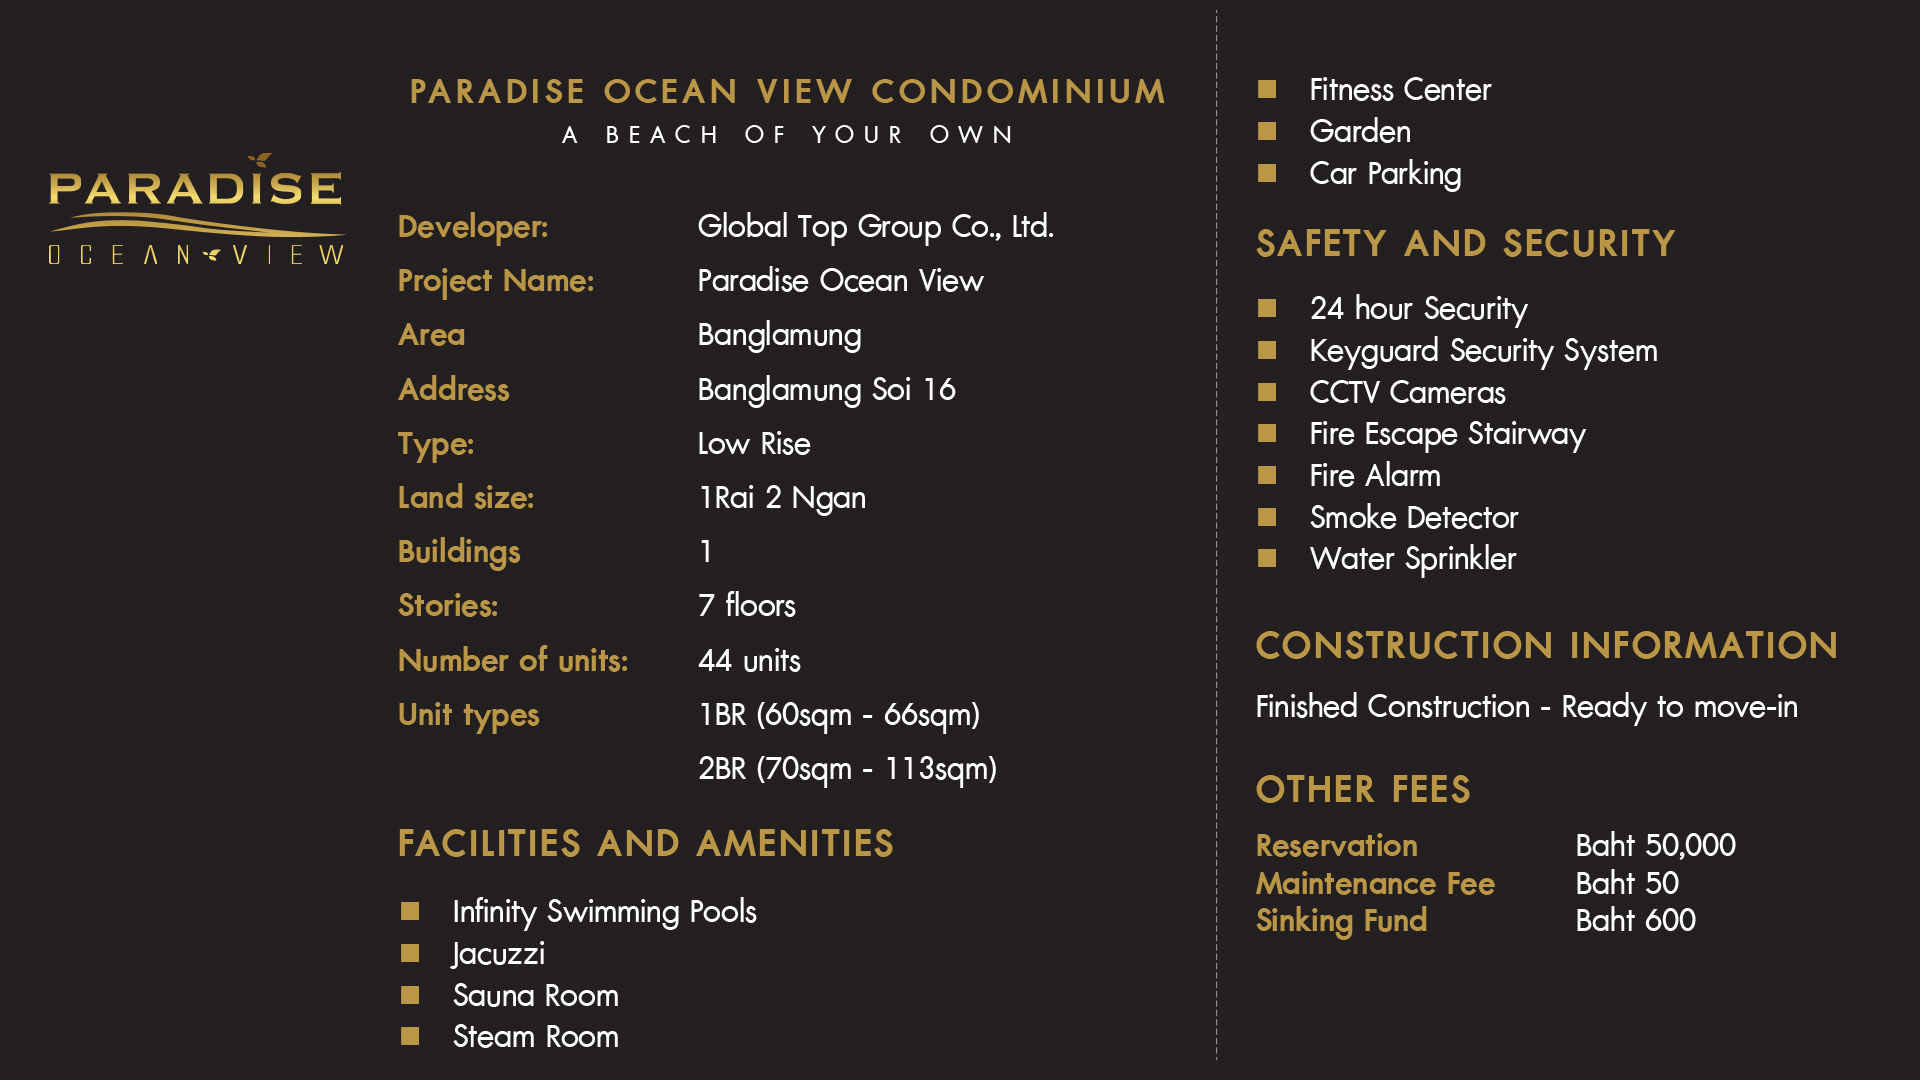 PARADISE
OCEAN VIEW
PARADISE OCEAN VIEW CONDOMINIUM
A BEACH OF YOUR OWN
Developer: Global Top Group Co., Ltd.
Project Name: Paradise Ocean View
Area Banglamung
Address Banglamung Soi 16
Type: Low Rise
Land size: 1Rai 2 Ngan
Buildings 1
Stories: 7 floors
Number of units: 44 units
Unit types 1BR (60sqm - 66sqm)
2BR (70sqm - 113sqm)
FACILITIES AND AMENITIES
Infinity Swimming Pools
Jacuzzi
Sauna Room
Steam Room
Fitness Center
Garden
Car Parking
SAFETY AND SECURITY
24 hour Security
Keyguard Security System
CCTV Cameras
Fire Escape Stairway
Fire Alarm
Smoke Detector
Water Sprinkler
CONSTRUCTION INFORMATION
Finished Construction - Ready to move-in
OTHER FEES
Reservation Baht 50,000
Maintenance Fee Baht 50
Sinking Fund Baht 600